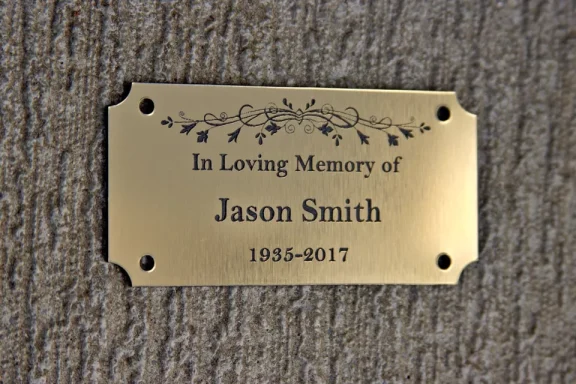 In Loving Memory of
Jason Smith
1935-2017